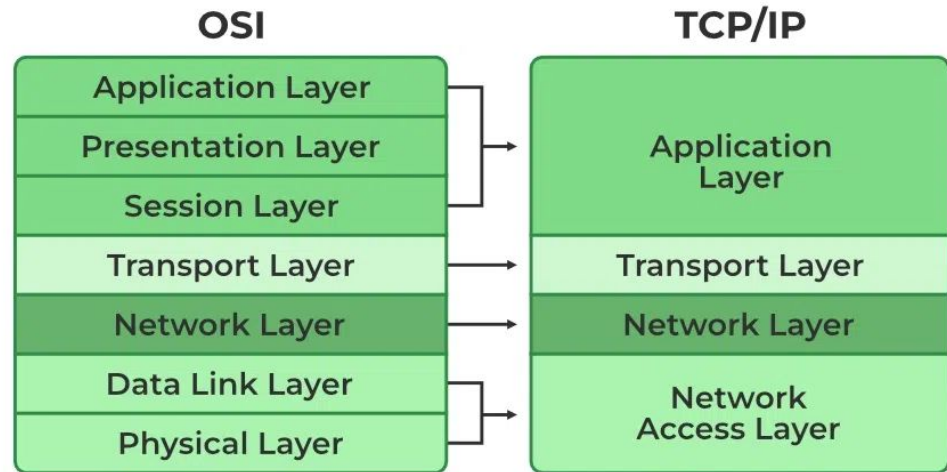 OSI
Application Layer
Presentation Layer
Session Layer
Transport Layer
Network Layer
Data Link Layer
Physical Layer
TCP/IP
Application
Layer
Transport Layer
Network Layer
Network
Access Layer